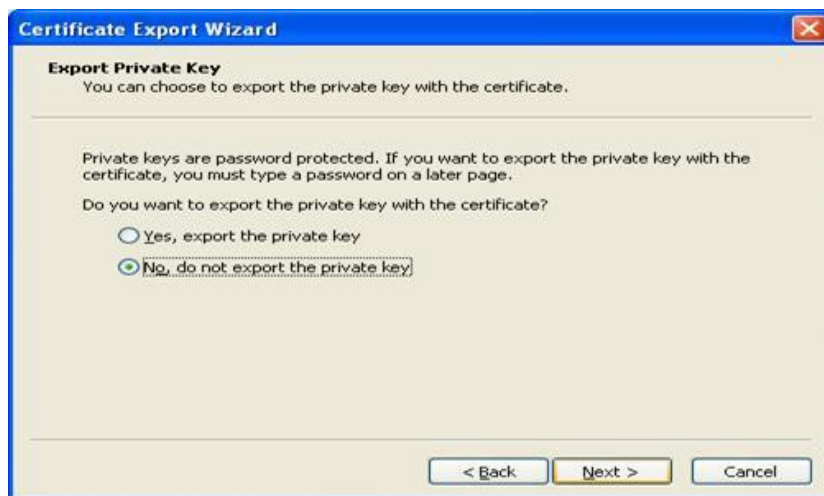 Certificate Export Wizard
Export Private Key
You can choose to export the private key with the certificate.
Private keys are password protected. If you want to export the private key with the
certificate, you must type a password on a later page.
Do you want to export the private key with the certificate?
Yes, export the private key
No, do not export the private key
< Back Next > Cancel